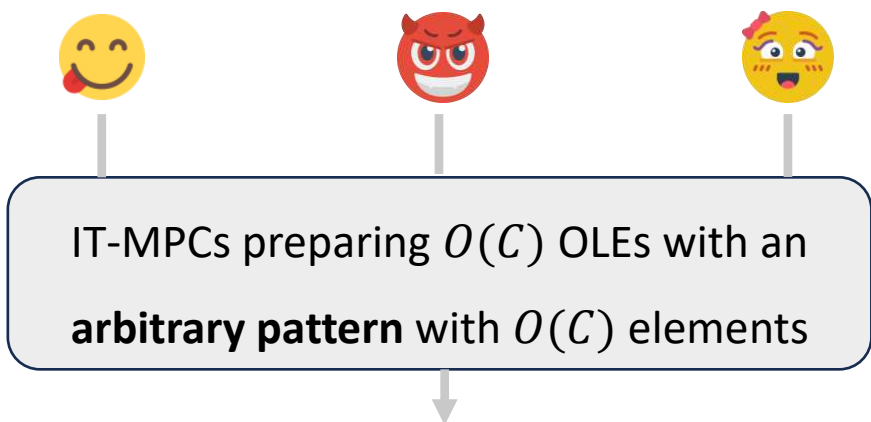 IT-MPCs preparing O(C) OLEs with an
arbitrary pattern with O(C) elements